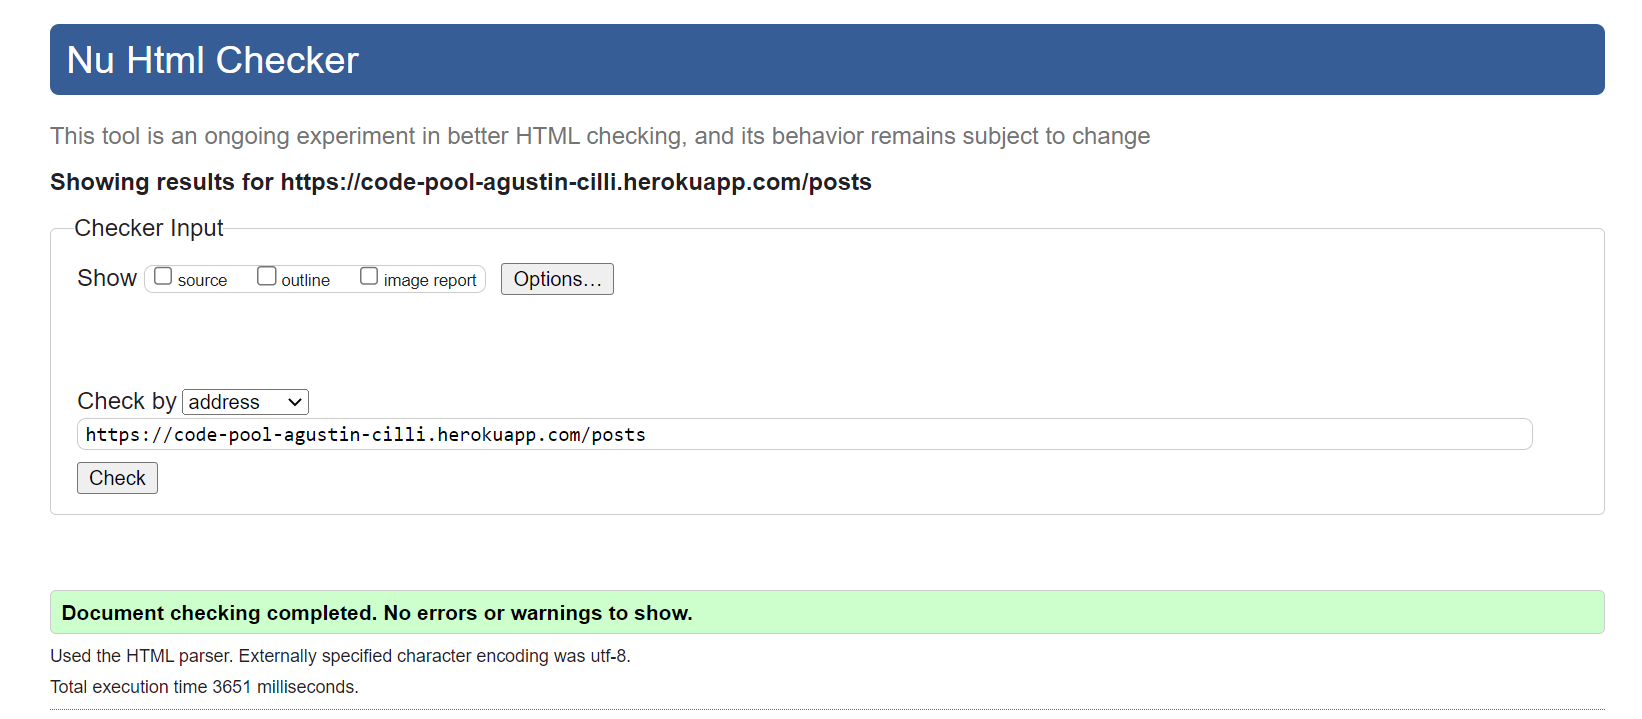 Nu Html Checker
This tool is an ongoing experiment in better HTML checking, and its behavior remains subject to change
Showing results for https://code-pool-agustin-cilli.herokuapp.com/posts
Checker Input
Show source outline image report Options...
Check by address
https://code-pool-agustin-cilli.herokuapp.com/posts
Check
Document checking completed. No errors or warnings to show.
Used the HTML parser. Externally specified character encoding was utf-8.
Total execution time 3651 milliseconds.